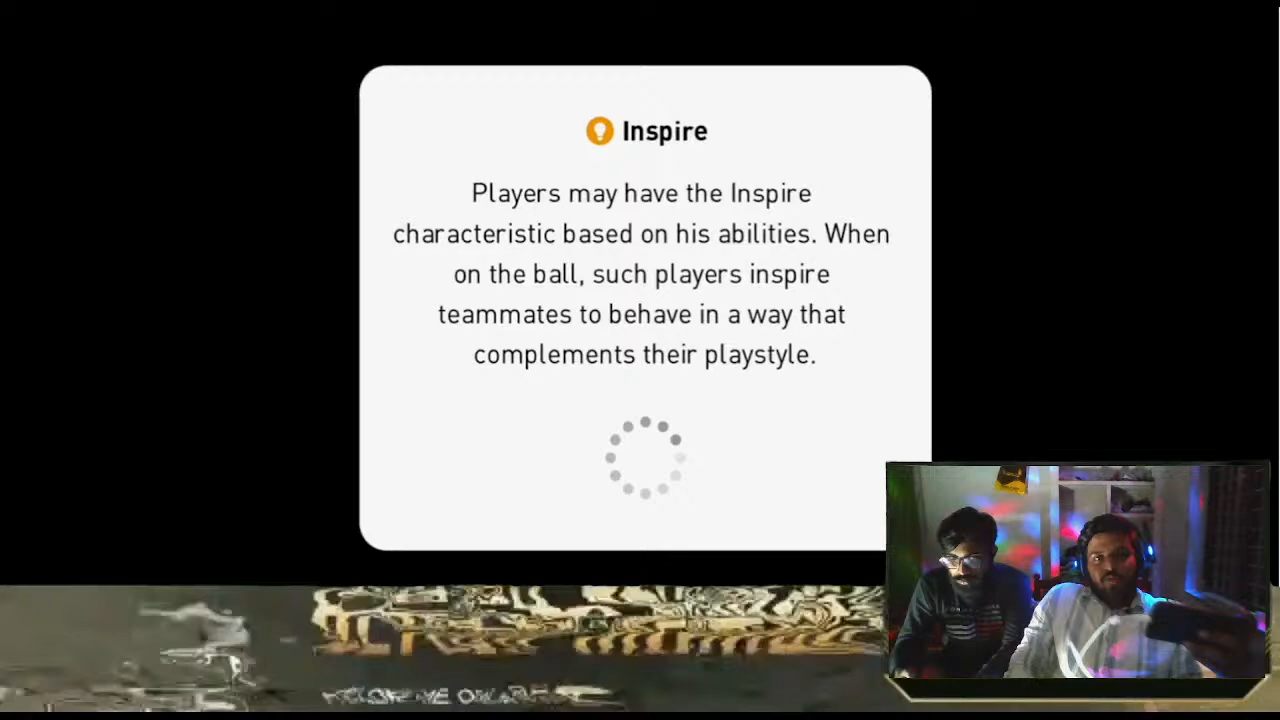 Inspire
Players may have the Inspire
characteristic based on his abilities. When
on the ball, such players inspire
teammates to behave in a way that
complements their playstyle.